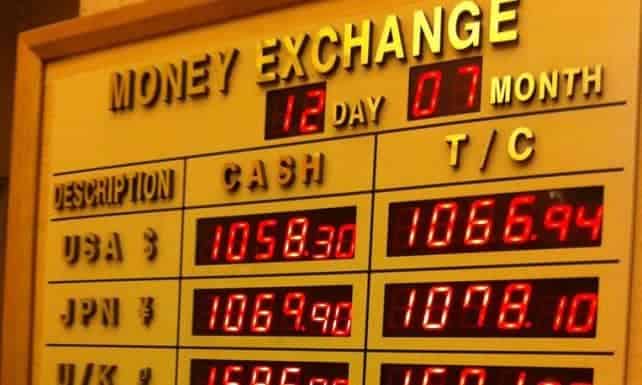 MONEY EXCHANGE
12 DAY 07 MONTH
DESCRIPTION CASH T/C
USA $ 1058.30 1066.94
JPN ¥ 1069.90 1078.10
U/K